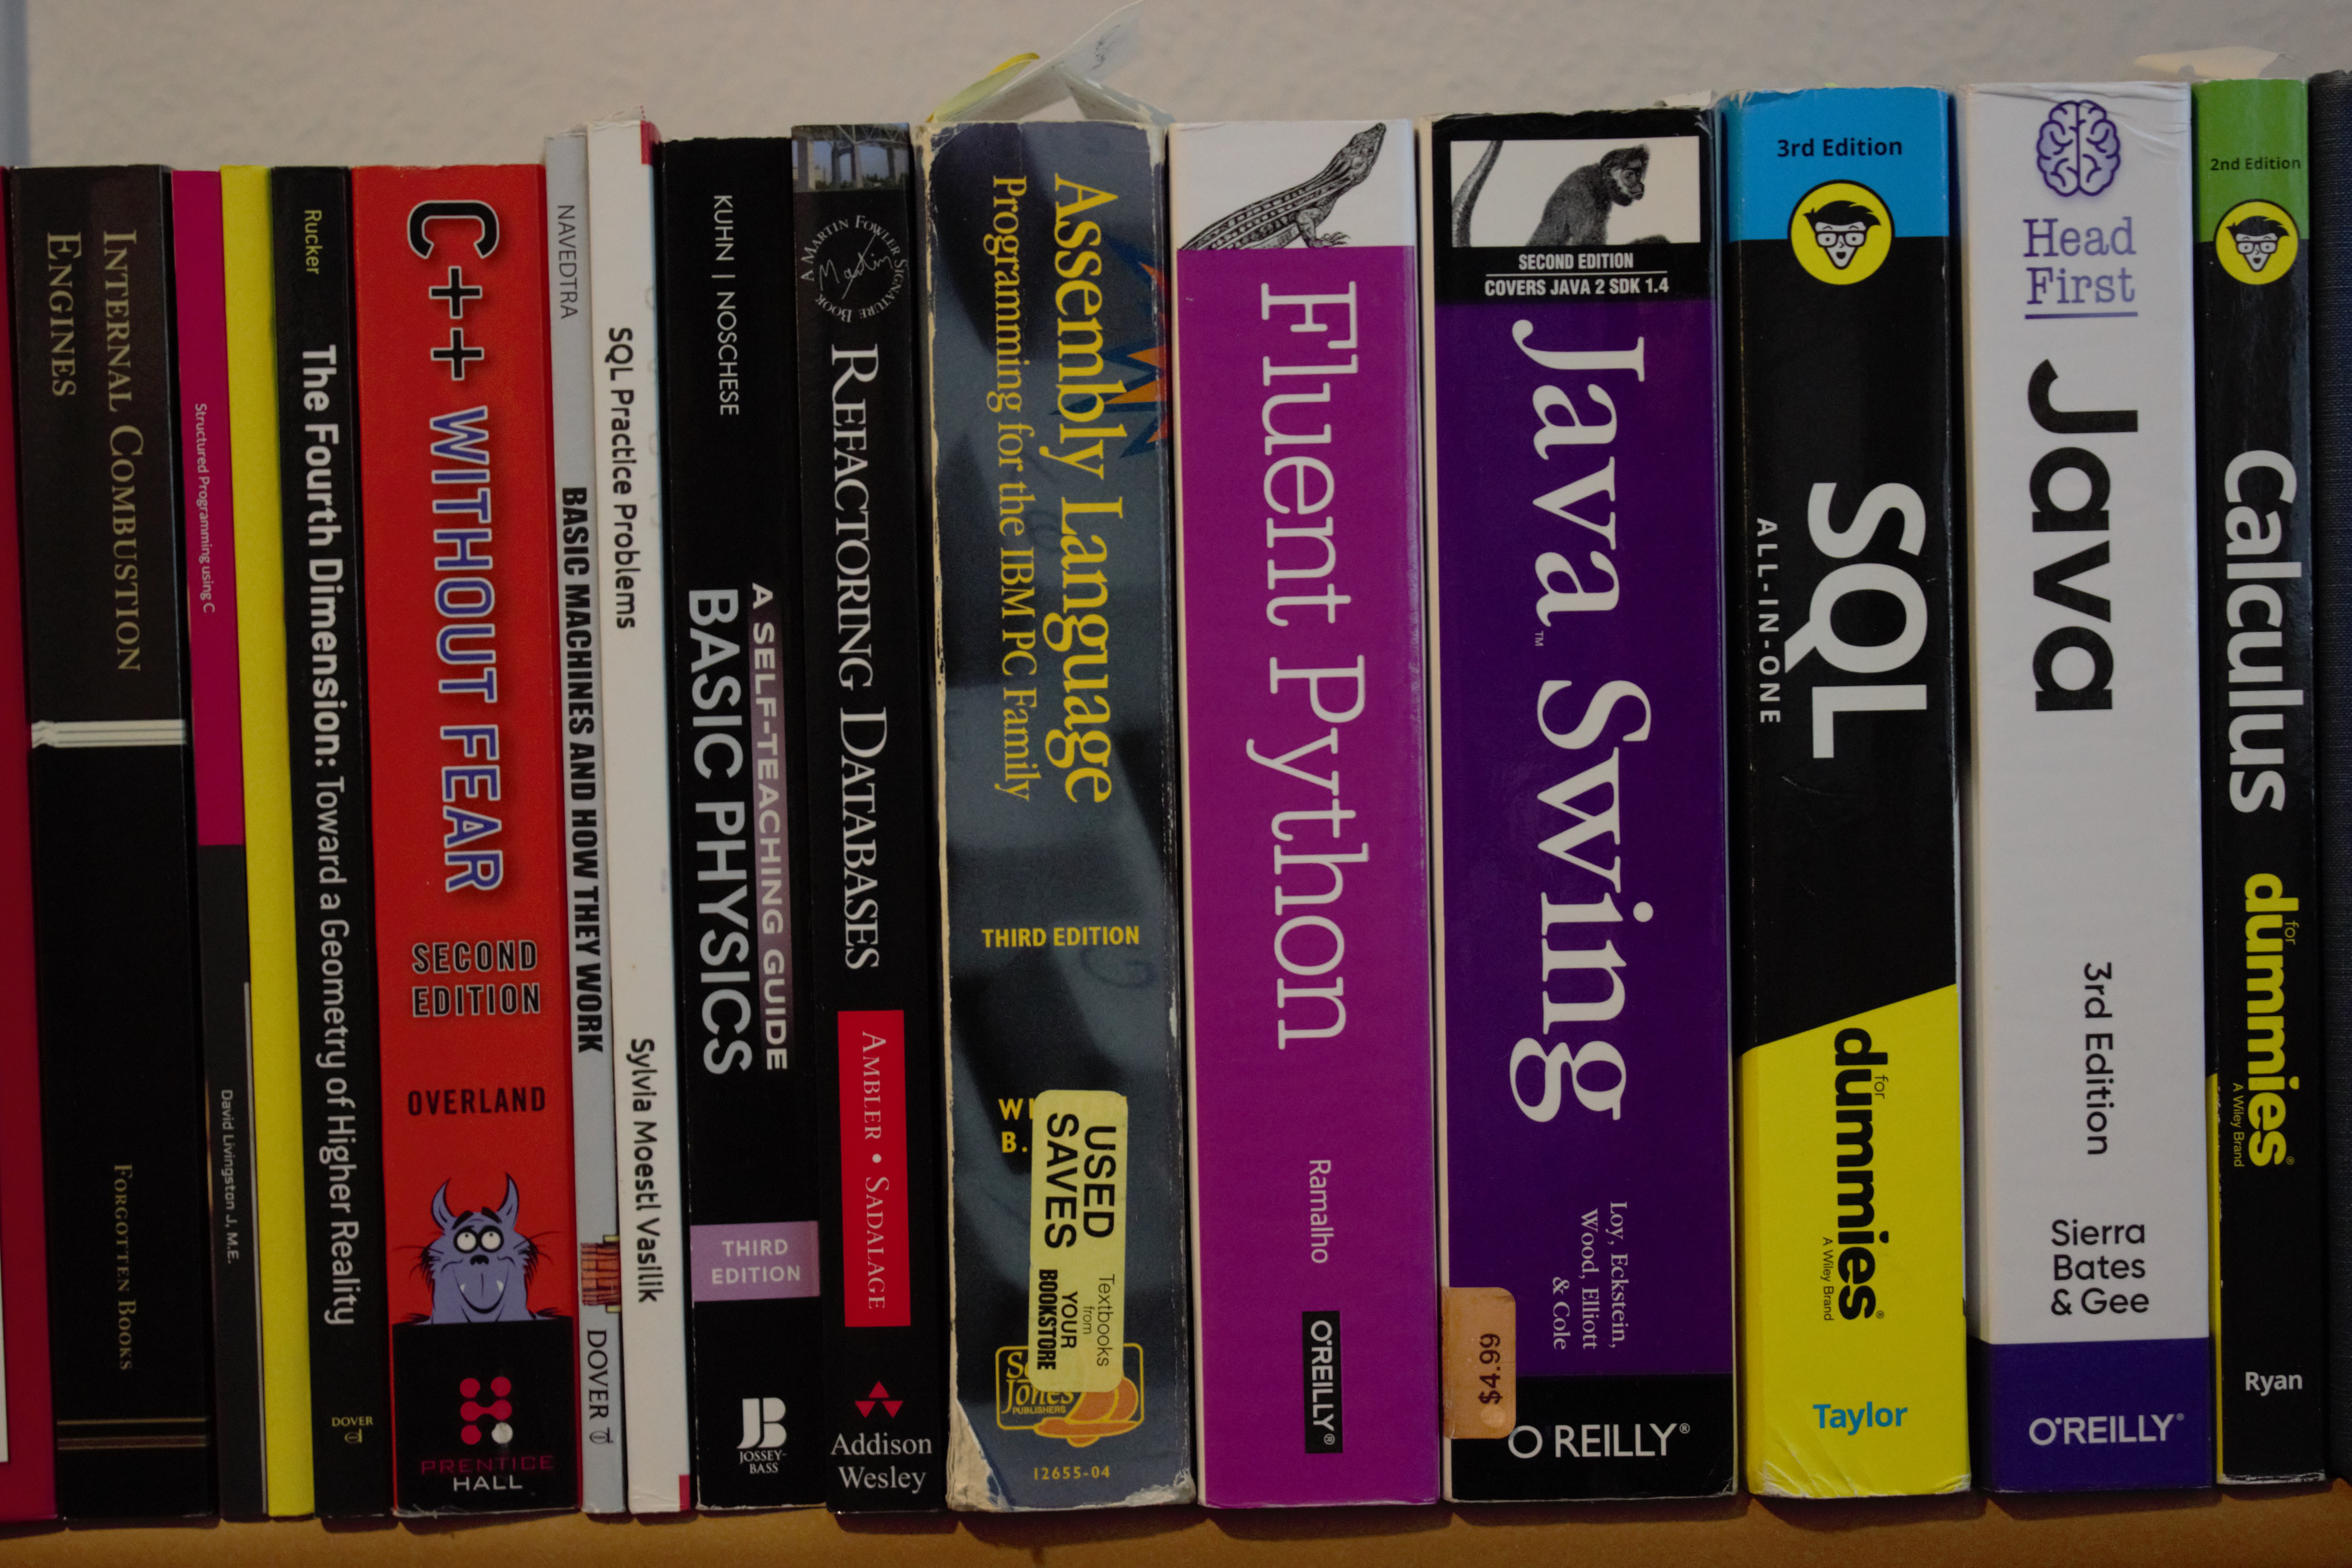 INTERNAL COMBUSTION
ENGINES
FORGOTTEN BOOKS
Structured Programming using C
David Livingston J, M.E.
Rucker
The Fourth Dimension: Toward a Geometry of Higher Reality
DOVER
C++ WITHOUT FEAR
SECOND
EDITION
OVERLAND
PRENTICE
HALL
NAVEDTRA
BASIC MACHINES AND HOW THEY WORK
DOVER
SQL Practice Problems
Sylvia Moestl Vasilik
KUHN | NOSCHESE
A SELF-TEACHING GUIDE
BASIC PHYSICS
THIRD
EDITION
JB
JOSSEY-
BASS
A MARTIN FOWLER SIGNATURE BOOK
Martin
REFACTORING DATABASES
AMBLER • SADALAGE
Addison
Wesley
Assembly Language
Programming for the IBM PC Family
THIRD EDITION
W
B.
USED
SAVES
Textbooks
from
YOUR
BOOKSTORE
Jones
PUBLISHERS
12655-04
Fluent Python
Ramalho
O'REILLY®
SECOND EDITION
COVERS JAVA 2 SDK 1.4
Java™ Swing
Loy, Eckstein,
Wood, Elliott
& Cole
$4.99
O REILLY®
3rd Edition
SQL
ALL-IN-ONE
for
dummies®
A Wiley Brand
Taylor
Head
First
Java
3rd Edition
Sierra
Bates
& Gee
O'REILLY®
2nd Edition
Calculus
for
dummies®
A Wiley Brand
Ryan